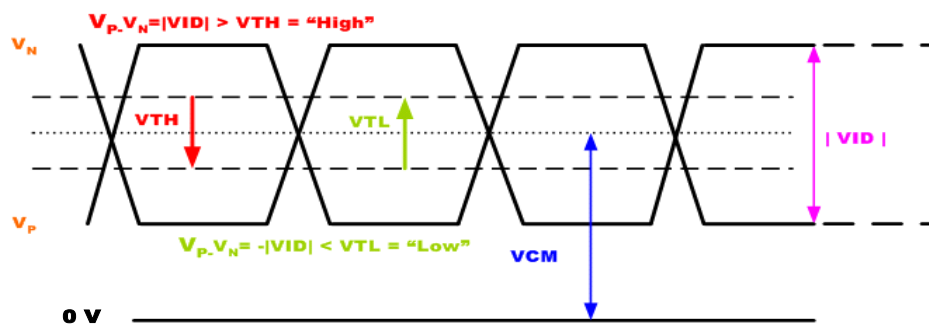 VP-VN=|VID| > VTH = “High”
VN
VTH
VTL
| VID |
VP
VP-VN= -|VID| < VTL = “Low”
VCM
0 V